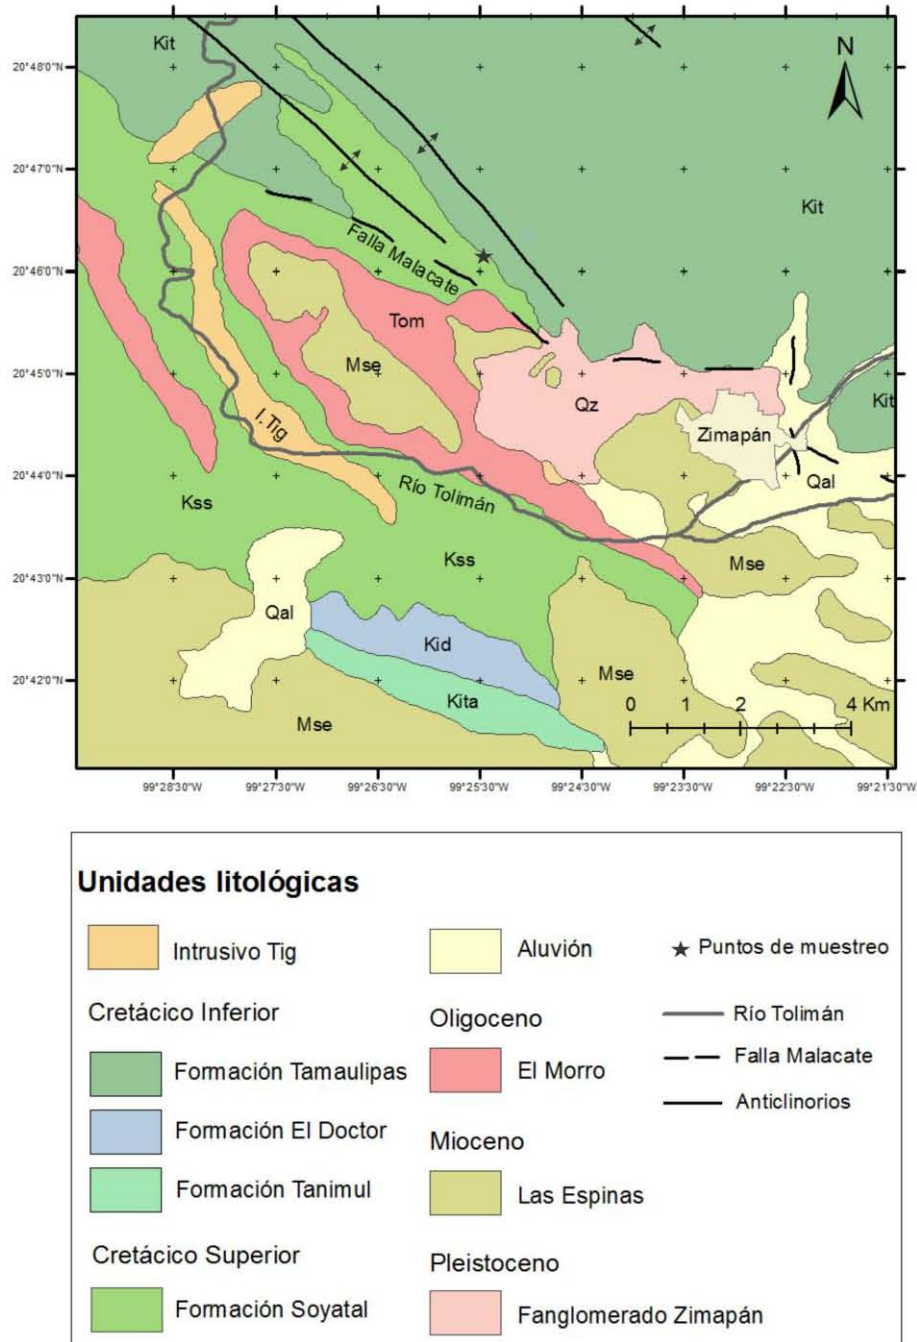 Kit
N
20°48'0"N
20°47'0"N
Kit
Falla Malacate
20°46'0"N
Tom
Mse
20°45'0"N
Qz
Kit
I.Tig
Zimapán
20°44'0"N
Qal
Kss
Río Tolimán
Kss
Mse
20°43'0"N
Qal
Kid
Mse
20°42'0"N
Kita
0 1 2 4 Km
Mse
99°28'30"W 99°27'30"W 99°26'30"W 99°25'30"W 99°24'30"W 99°23'30"W 99°22'30"W 99°21'30"W
Unidades litológicas
Intrusivo Tig
Cretácico Inferior
Formación Tamaulipas
Formación El Doctor
Formación Tanimul
Cretácico Superior
Formación Soyatal
Aluvión
Oligoceno
El Morro
Mioceno
Las Espinas
Pleistoceno
Fanglomerado Zimapán
Puntos de muestreo
Río Tolimán
Falla Malacate
Anticlinorios